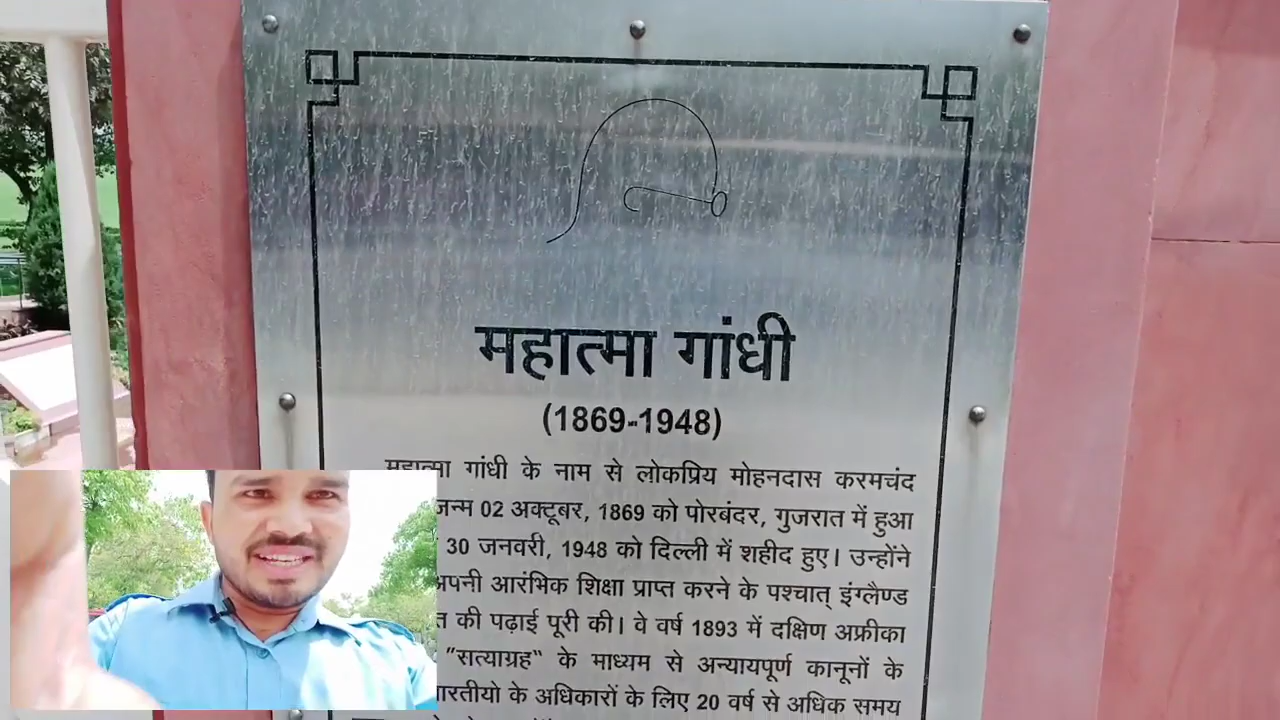 महात्मा गांधी
(1869-1948)
महात्मा गांधी के नाम से लोकप्रिय मोहनदास करमचंद
जन्म 02 अक्टूबर, 1869 को पोरबंदर, गुजरात में हुआ
30 जनवरी, 1948 को दिल्ली में शहीद हुए। उन्होंने
अपनी आरंभिक शिक्षा प्राप्त करने के पश्चात् इंग्लैण्ड
की पढ़ाई पूरी की। वे वर्ष 1893 में दक्षिण अफ्रीका
"सत्याग्रह" के माध्यम से अन्यायपूर्ण कानूनों के
के अधिकारों के लिए 20 वर्ष से अधिक समय